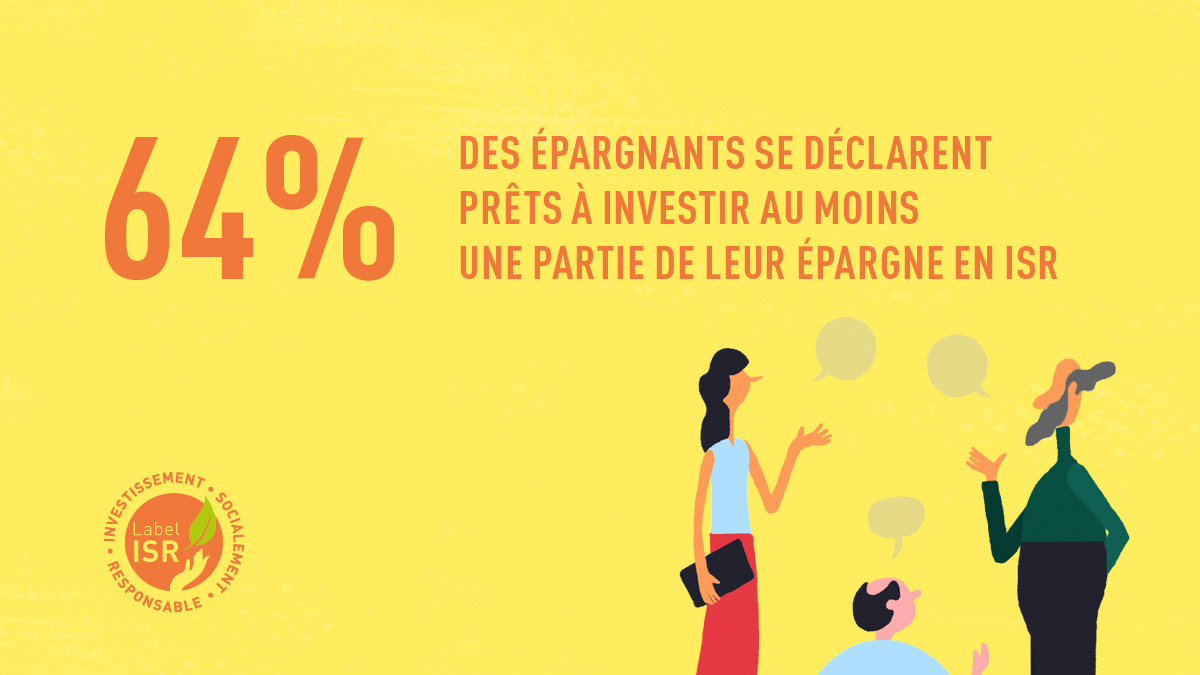 64%
DES ÉPARGNANTS SE DÉCLARENT
PRÊTS À INVESTIR AU MOINS
UNE PARTIE DE LEUR ÉPARGNE EN ISR
• INVESTISSEMENT • SOCIALEMENT • RESPONSABLE
Label
ISR